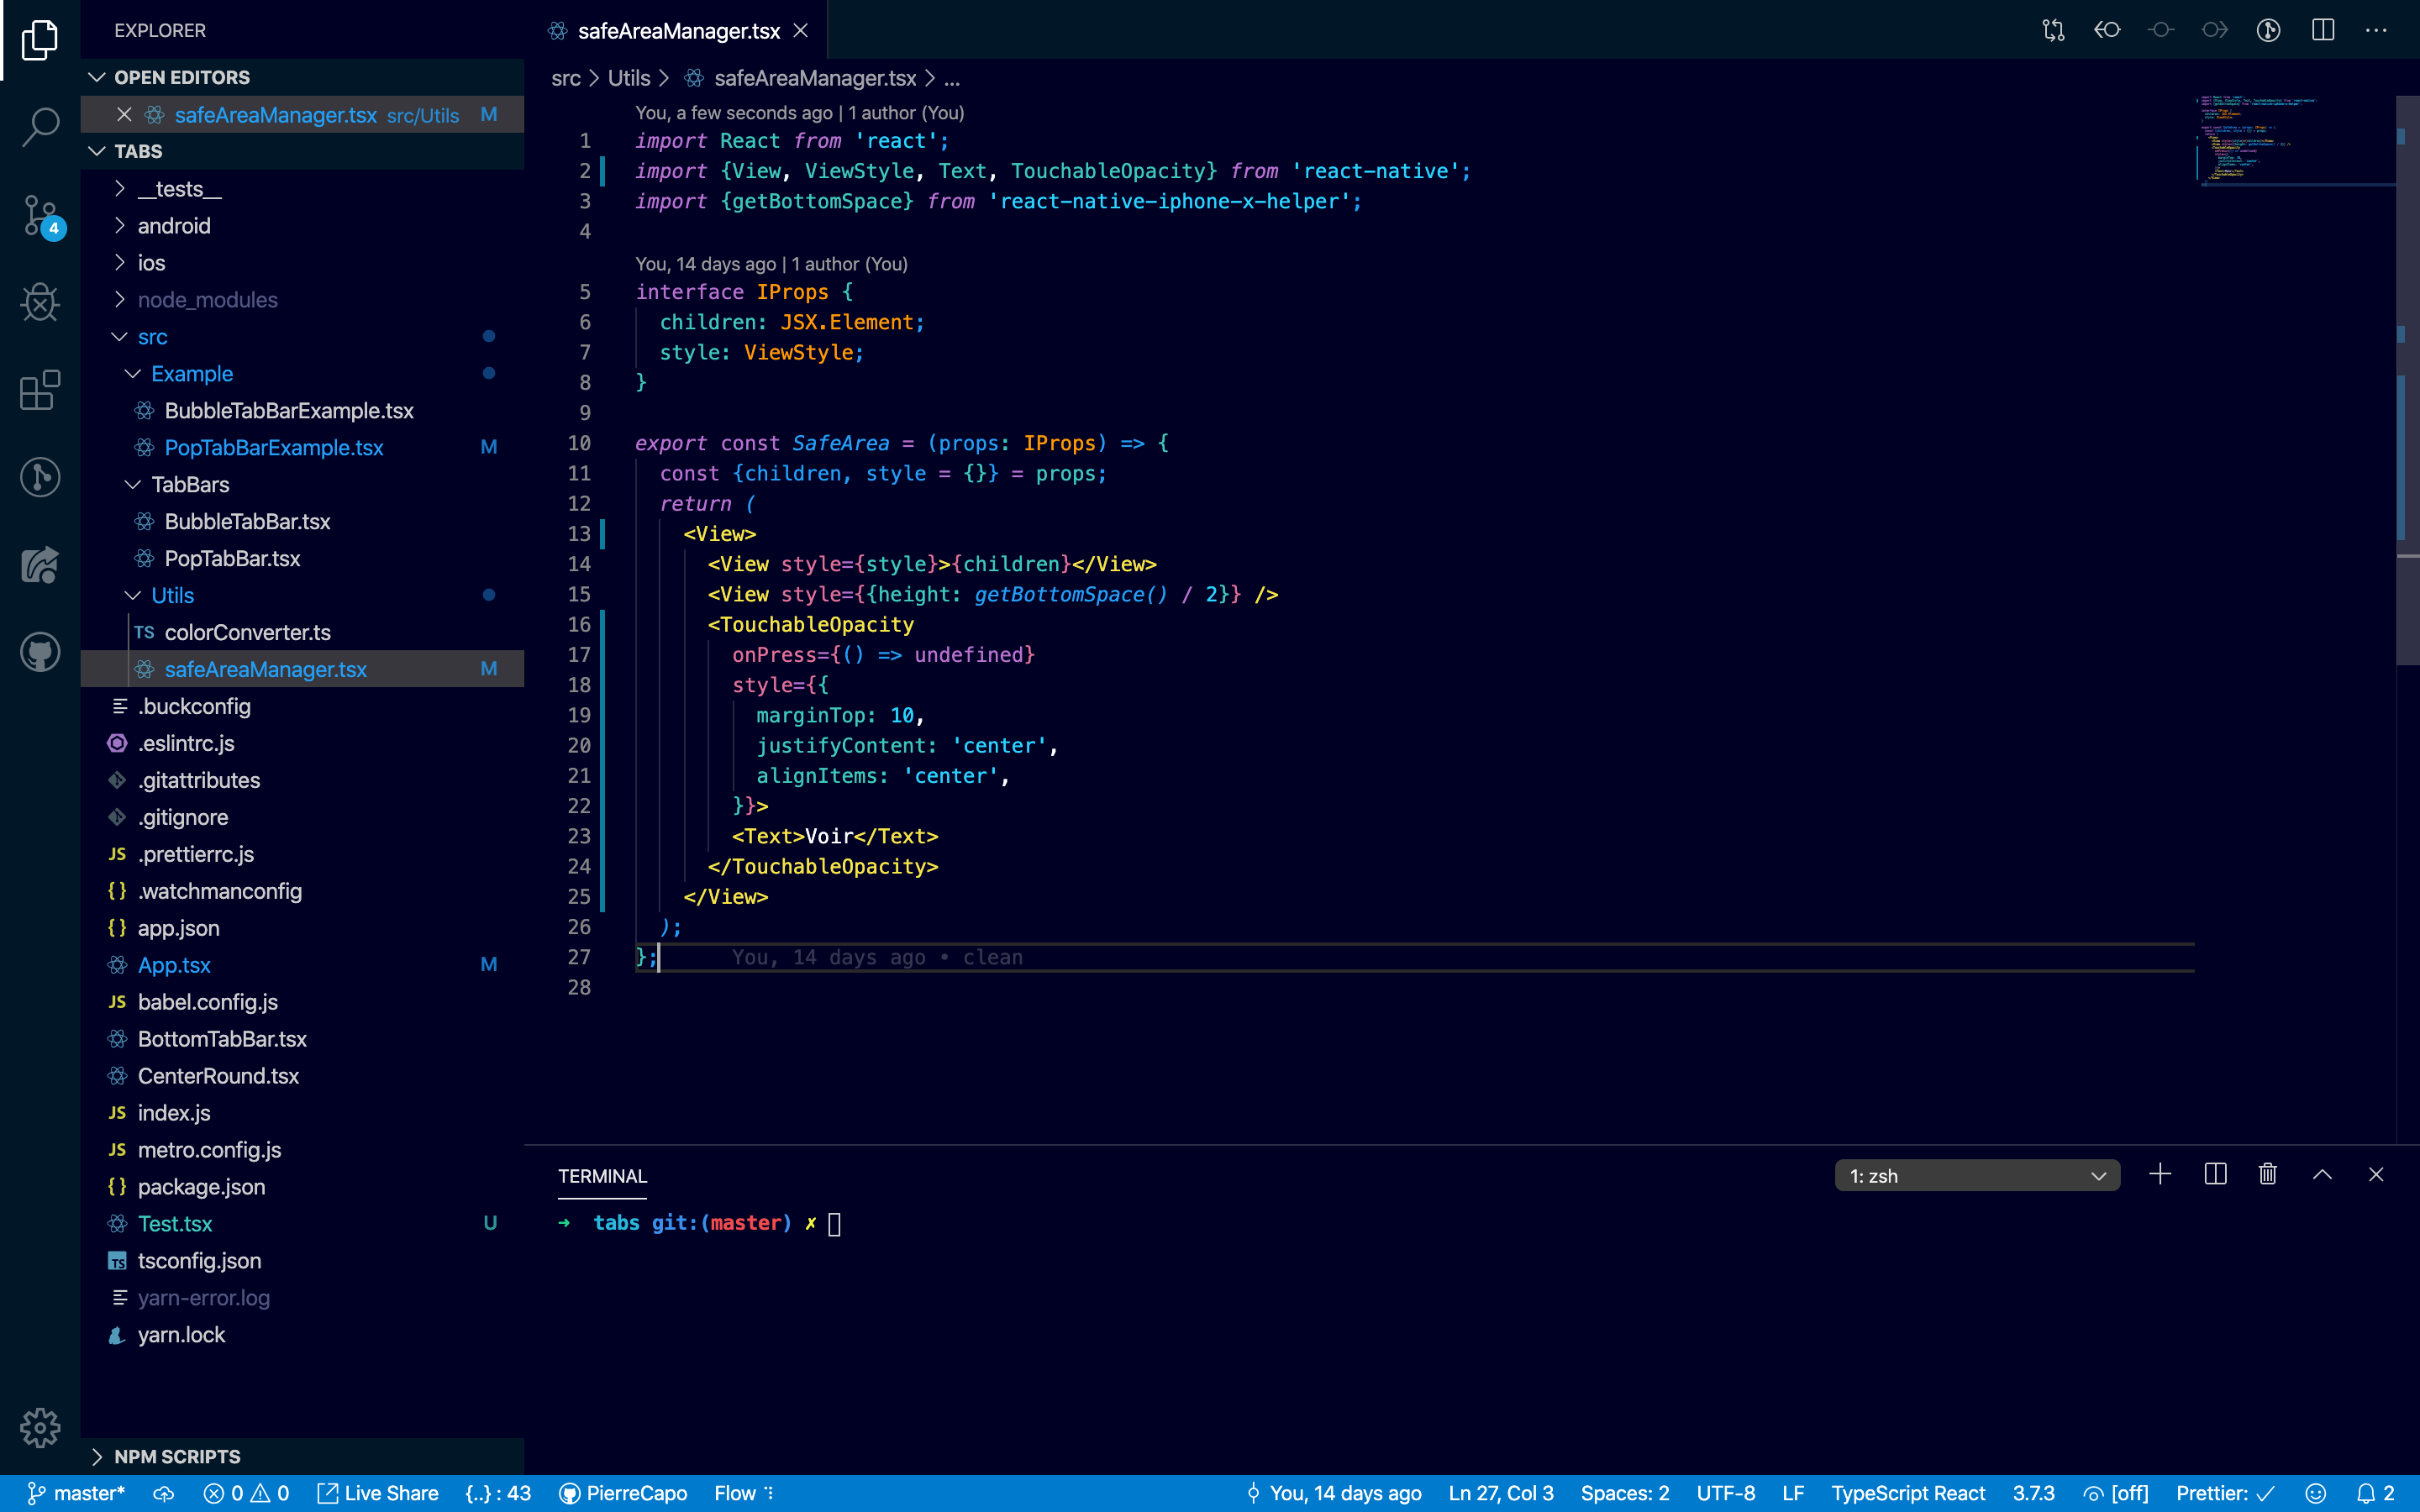 EXPLORER
OPEN EDITORS
safeAreaManager.tsx src/Utils M
TABS
__tests__
android
ios
node_modules
src
Example
BubbleTabBarExample.tsx
PopTabBarExample.tsx M
TabBars
BubbleTabBar.tsx
PopTabBar.tsx
Utils
TS colorConverter.ts
safeAreaManager.tsx M
.buckconfig
.eslintrc.js
.gitattributes
.gitignore
JS .prettierrc.js
{} .watchmanconfig
{} app.json
App.tsx M
JS babel.config.js
BottomTabBar.tsx
CenterRound.tsx
JS index.js
JS metro.config.js
{} package.json
Test.tsx U
TS tsconfig.json
yarn-error.log
yarn.lock
NPM SCRIPTS
4
safeAreaManager.tsx
src > Utils > safeAreaManager.tsx > ...
You, a few seconds ago | 1 author (You)
1 import React from 'react';
2 import {View, ViewStyle, Text, TouchableOpacity} from 'react-native';
3 import {getBottomSpace} from 'react-native-iphone-x-helper';
4
You, 14 days ago | 1 author (You)
5 interface IProps {
6 children: JSX.Element;
7 style: ViewStyle;
8 }
9
10 export const SafeArea = (props: IProps) => {
11 const {children, style = {}} = props;
12 return (
13 <View>
14 <View style={style}>{children}</View>
15 <View style={{height: getBottomSpace() / 2}} />
16 <TouchableOpacity
17 onPress={() => undefined}
18 style={{
19 marginTop: 10,
20 justifyContent: 'center',
21 alignItems: 'center',
22 }}>
23 <Text>Voir</Text>
24 </TouchableOpacity>
25 </View>
26 );
27 }; You, 14 days ago • clean
28
TERMINAL
1: zsh
➜ tabs git:(master) ✗
master* 0 0 Live Share {..} : 43 PierreCapo Flow You, 14 days ago Ln 27, Col 3 Spaces: 2 UTF-8 LF TypeScript React 3.7.3 [off] Prettier: ✓ 2